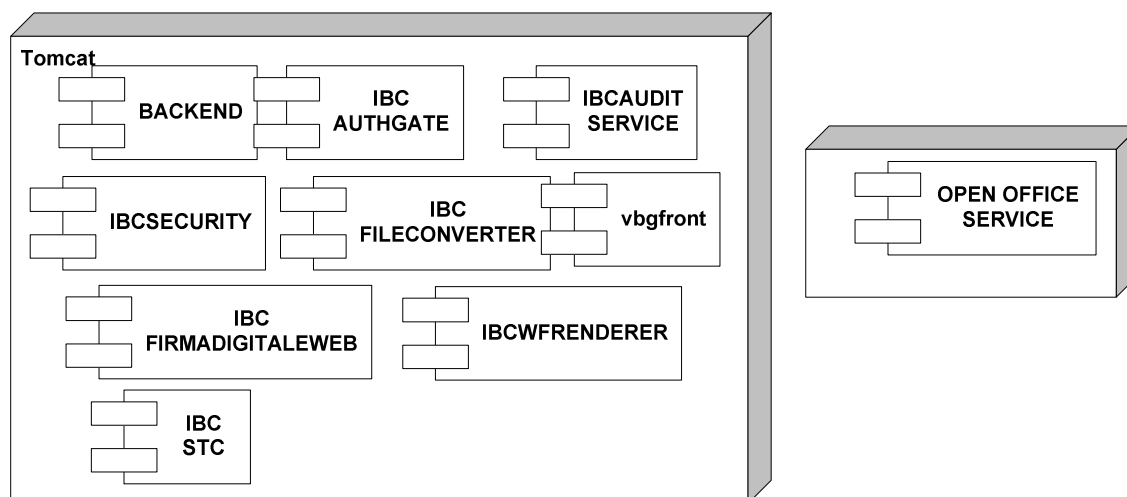 Tomcat
BACKEND
IBC
AUTHGATE
IBCAUDIT
SERVICE
IBCSECURITY
IBC
FILECONVERTER
vbgfront
IBC
FIRMADIGITALEWEB
IBCWFRENDERER
IBC
STC
OPEN OFFICE
SERVICE